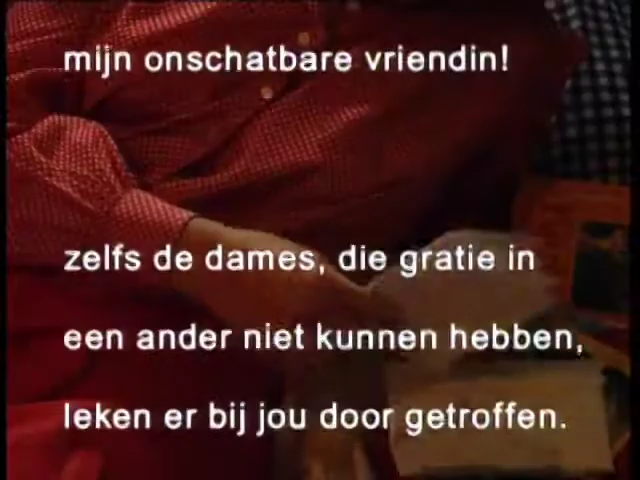 mijn onschatbare vriendin!
zelfs de dames, die gratie in
een ander niet kunnen hebben,
leken er bij jou door getroffen.